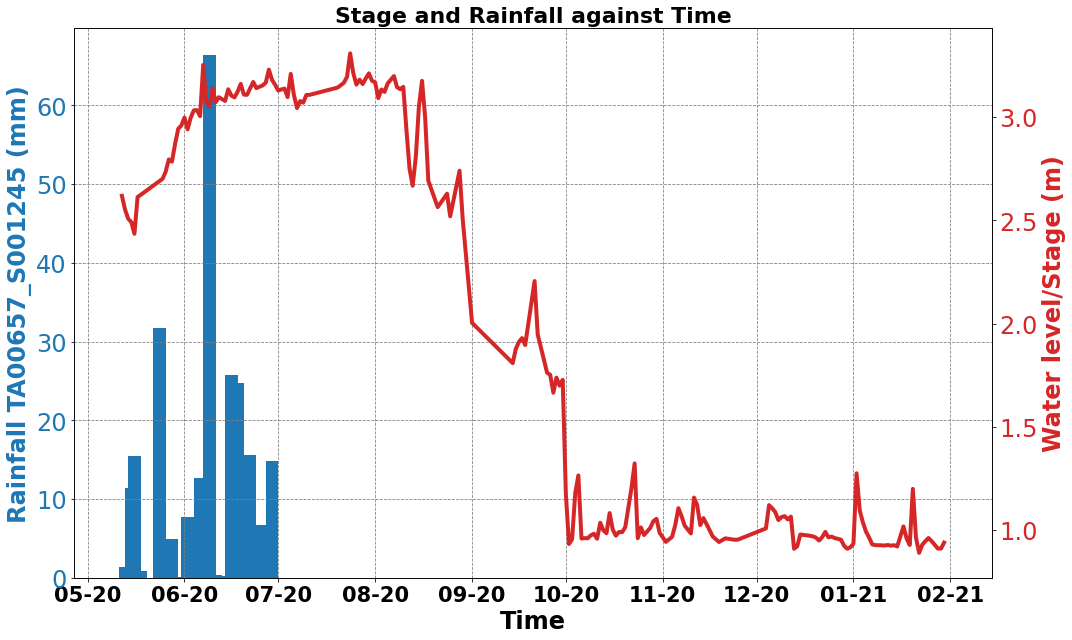 Stage and Rainfall against Time
Rainfall TA00657_S001245 (mm)
60
50
40
30
20
10
0
3.0
2.5
2.0
1.5
1.0
Water level/Stage (m)
05-20 06-20 07-20 08-20 09-20 10-20 11-20 12-20 01-21 02-21
Time